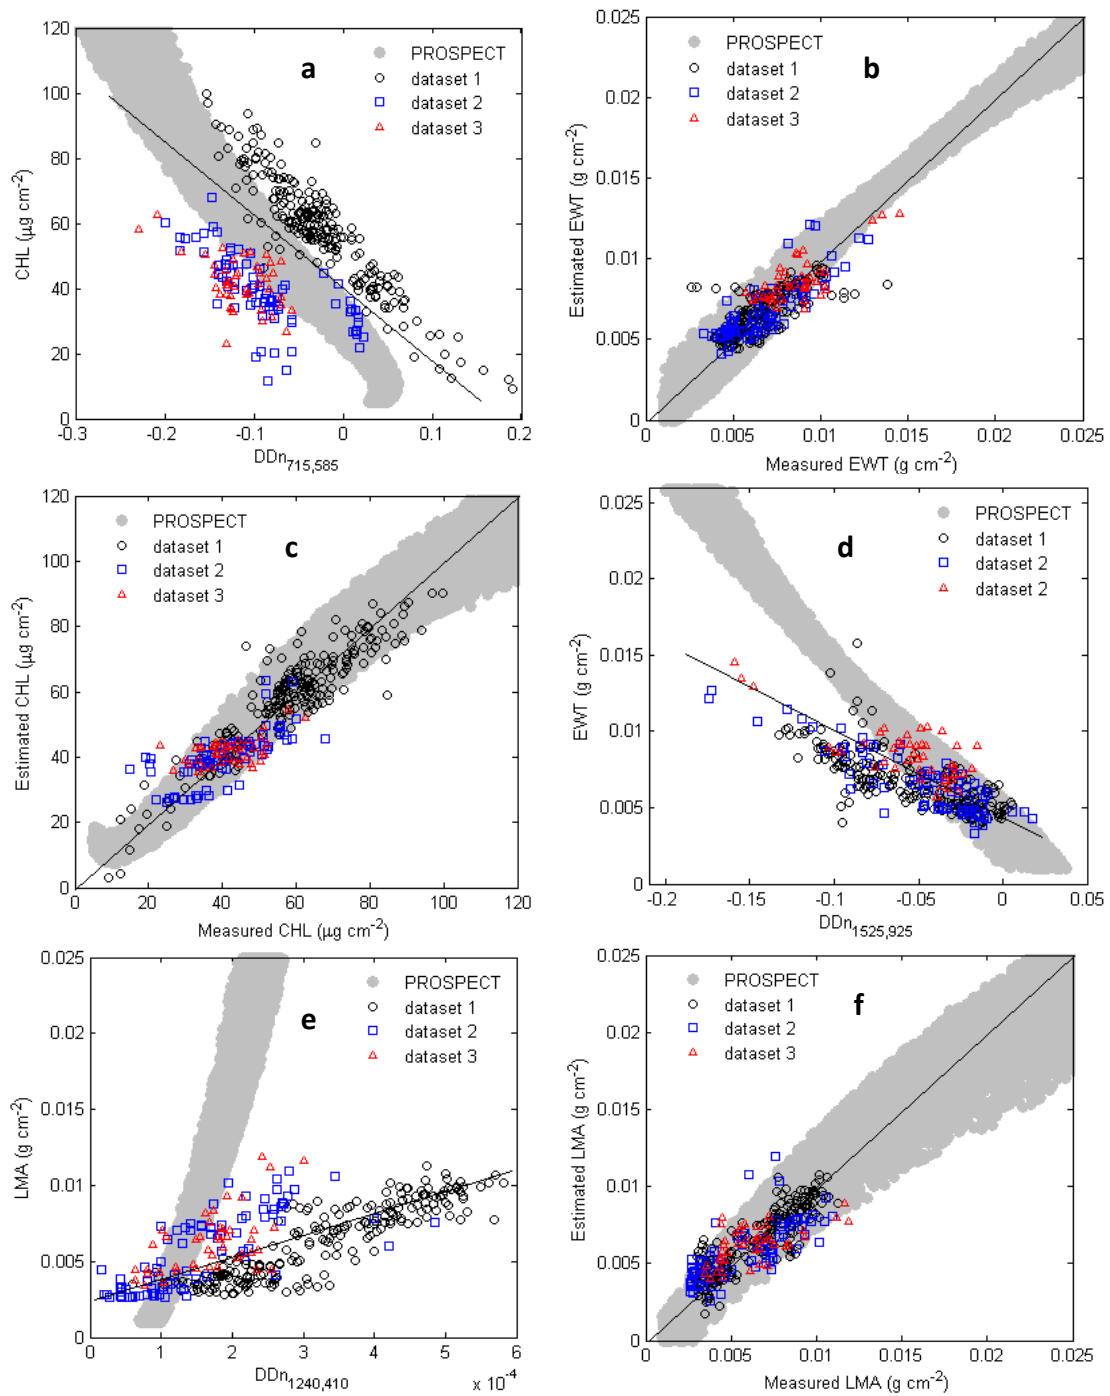 a
PROSPECT
dataset 1
dataset 2
dataset 3
CHL (µg cm⁻²)
120
100
80
60
40
20
0
-0.3
-0.2
-0.1
0
0.1
0.2
DDn₇₁₅,₅₈₅
b
PROSPECT
dataset 1
dataset 2
dataset 3
Estimated EWT (g cm⁻²)
0.025
0.02
0.015
0.01
0.005
0
0
0.005
0.01
0.015
0.02
0.025
Measured EWT (g cm⁻²)
c
PROSPECT
dataset 1
dataset 2
dataset 3
Estimated CHL (µg cm⁻²)
120
100
80
60
40
20
0
0
20
40
60
80
100
120
Measured CHL (µg cm⁻²)
d
PROSPECT
dataset 1
dataset 2
dataset 2
EWT (g cm⁻²)
0.025
0.02
0.015
0.01
0.005
0
-0.2
-0.15
-0.1
-0.05
0
0.05
DDn₁₅₂₅,₉₂₅
e
PROSPECT
dataset 1
dataset 2
dataset 3
LMA (g cm⁻²)
0.025
0.02
0.015
0.01
0.005
0
0
1
2
3
4
5
6
x 10⁻⁴
DDn₁₂₄₀,₄₁₀
f
PROSPECT
dataset 1
dataset 2
dataset 3
Estimated LMA (g cm⁻²)
0.025
0.02
0.015
0.01
0.005
0
0
0.005
0.01
0.015
0.02
0.025
Measured LMA (g cm⁻²)